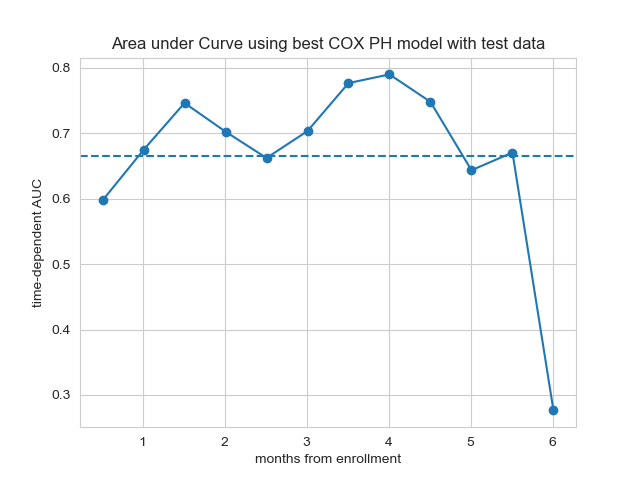 Area under Curve using best COX PH model with test data
0.8
0.7
0.6
0.5
0.4
0.3
time-dependent AUC
1 2 3 4 5 6
months from enrollment